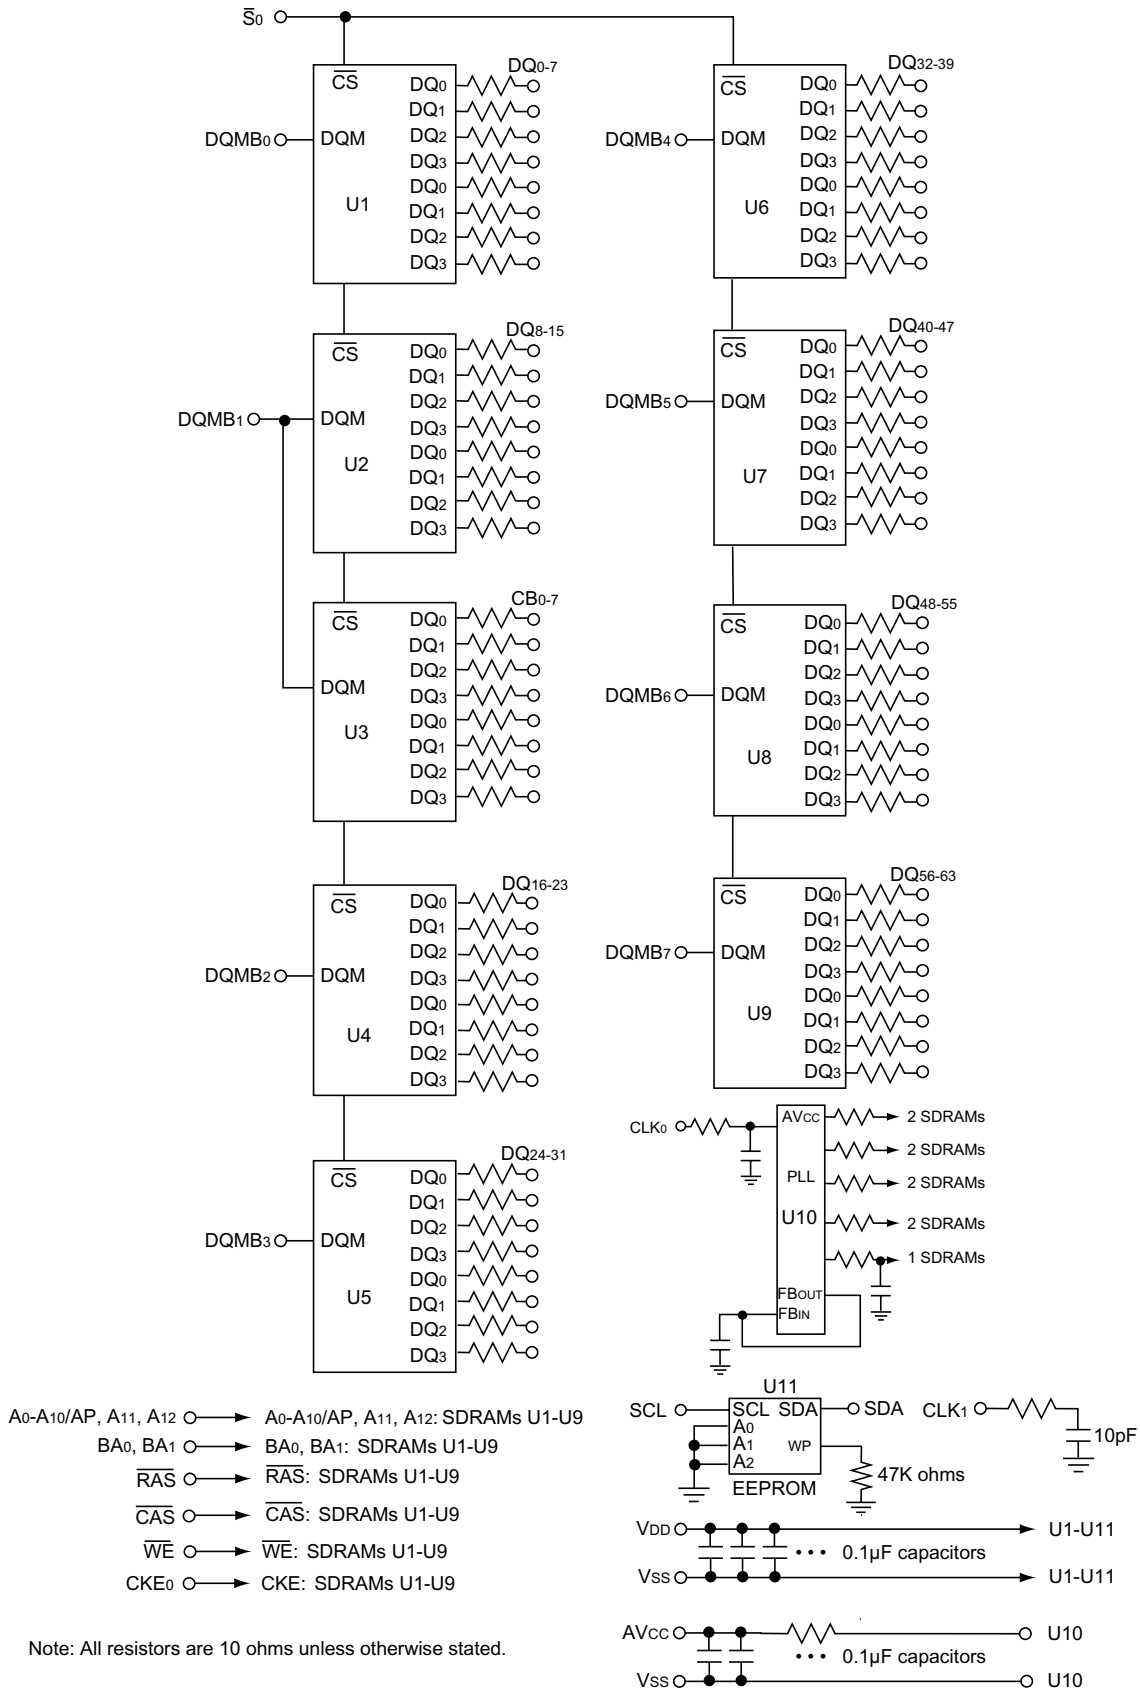 S0
DQ0-7
CS
DQ0
DQ1
DQMB0
DQM
DQ2
DQ3
DQ0
U1
DQ1
DQ2
DQ3
DQ8-15
CS
DQ0
DQ1
DQ2
DQMB1
DQM
DQ3
DQ0
U2
DQ1
DQ2
DQ3
CB0-7
CS
DQ0
DQ1
DQ2
DQM
DQ3
DQ0
U3
DQ1
DQ2
DQ3
DQ16-23
CS
DQ0
DQ1
DQ2
DQMB2
DQM
DQ3
DQ0
U4
DQ1
DQ2
DQ3
DQ24-31
CS
DQ0
DQ1
DQ2
DQMB3
DQM
DQ3
DQ0
U5
DQ1
DQ2
DQ3
DQ32-39
CS
DQ0
DQ1
DQMB4
DQM
DQ2
DQ3
DQ0
U6
DQ1
DQ2
DQ3
DQ40-47
CS
DQ0
DQ1
DQMB5
DQM
DQ2
DQ3
DQ0
U7
DQ1
DQ2
DQ3
DQ48-55
CS
DQ0
DQ1
DQ2
DQMB6
DQM
DQ3
DQ0
U8
DQ1
DQ2
DQ3
DQ56-63
CS
DQ0
DQ1
DQMB7
DQM
DQ2
DQ3
DQ0
U9
DQ1
DQ2
DQ3
CLK0
AVCC
2 SDRAMs
2 SDRAMs
PLL
2 SDRAMs
U10
2 SDRAMs
1 SDRAMs
FBOUT
FBIN
U11
SCL
SCL SDA
SDA
A0
A1
WP
A2
EEPROM
47K ohms
CLK1
10pF
A0-A10/AP, A11, A12
A0-A10/AP, A11, A12: SDRAMs U1-U9
BA0, BA1
BA0, BA1: SDRAMs U1-U9
RAS
RAS: SDRAMs U1-U9
CAS
CAS: SDRAMs U1-U9
WE
WE: SDRAMs U1-U9
CKE0
CKE: SDRAMs U1-U9
VDD
U1-U11
0.1µF capacitors
VSS
U1-U11
AVCC
U10
0.1µF capacitors
VSS
U10
Note: All resistors are 10 ohms unless otherwise stated.